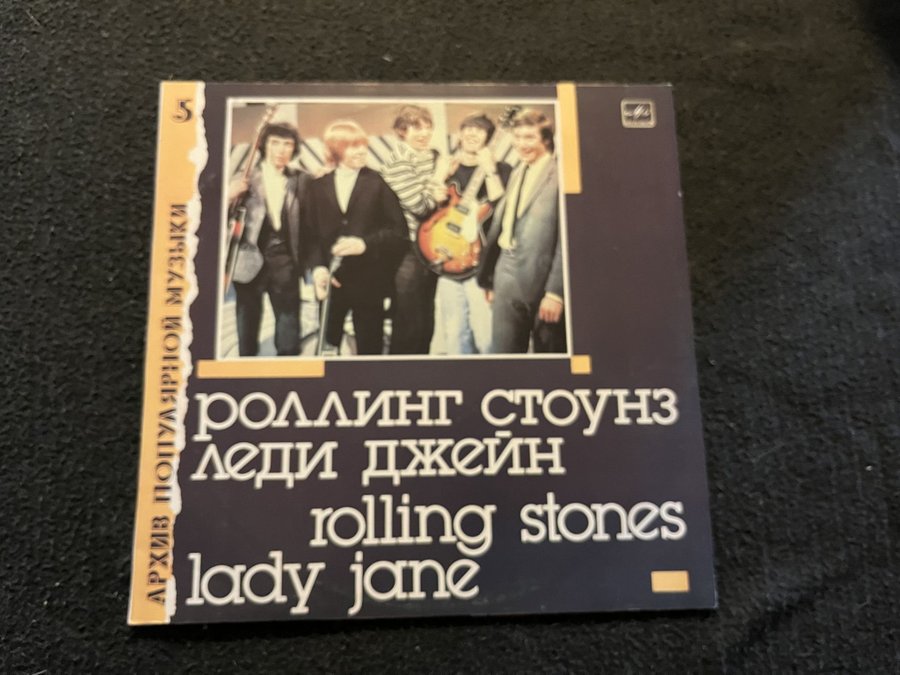 5
АРХИВ ПОПУЛЯРНОЙ МУЗЫКИ
роллинг стоунз
леди джейн
rolling stones
lady jane